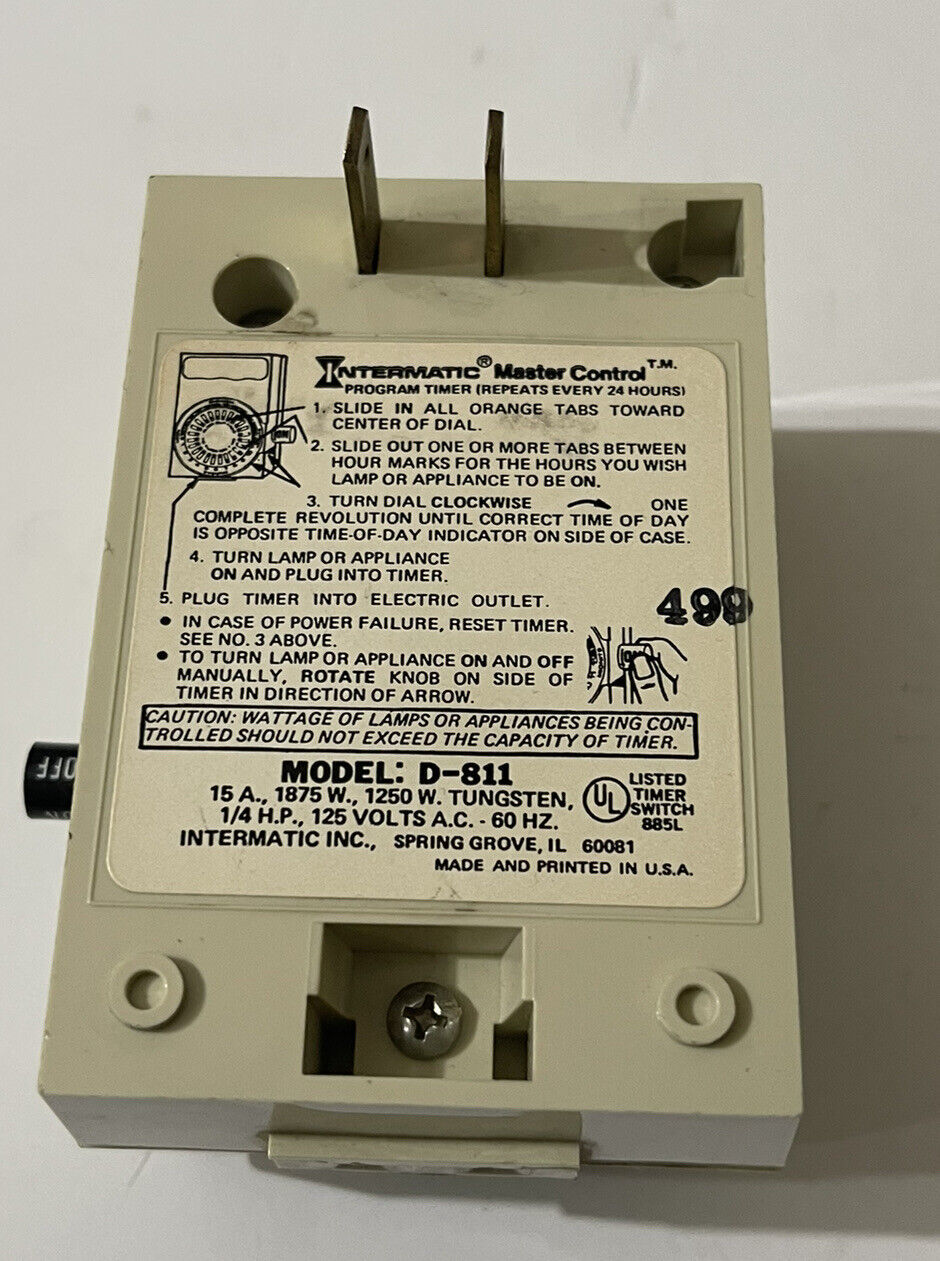 INTERMATIC® Master Control T.M.
PROGRAM TIMER (REPEATS EVERY 24 HOURS)
1. SLIDE IN ALL ORANGE TABS TOWARD
CENTER OF DIAL.
2. SLIDE OUT ONE OR MORE TABS BETWEEN
HOUR MARKS FOR THE HOURS YOU WISH
LAMP OR APPLIANCE TO BE ON.
3. TURN DIAL CLOCKWISE ONE
COMPLETE REVOLUTION UNTIL CORRECT TIME OF DAY
IS OPPOSITE TIME-OF-DAY INDICATOR ON SIDE OF CASE.
4. TURN LAMP OR APPLIANCE
ON AND PLUG INTO TIMER.
5. PLUG TIMER INTO ELECTRIC OUTLET.
499
• IN CASE OF POWER FAILURE, RESET TIMER.
SEE NO. 3 ABOVE.
• TO TURN LAMP OR APPLIANCE ON AND OFF
MANUALLY, ROTATE KNOB ON SIDE OF
TIMER IN DIRECTION OF ARROW.
CAUTION: WATTAGE OF LAMPS OR APPLIANCES BEING CON-
TROLLED SHOULD NOT EXCEED THE CAPACITY OF TIMER.
MODEL: D-811
15 A., 1875 W., 1250 W. TUNGSTEN,
1/4 H.P., 125 VOLTS A.C. - 60 HZ.
UL LISTED
TIMER
SWITCH
885L
INTERMATIC INC., SPRING GROVE, IL 60081
MADE AND PRINTED IN U.S.A.
OFF